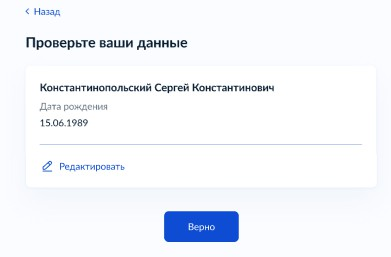 Назад
Проверьте ваши данные
Константинопольский Сергей Константинович
Дата рождения
15.06.1989
Редактировать
Верно